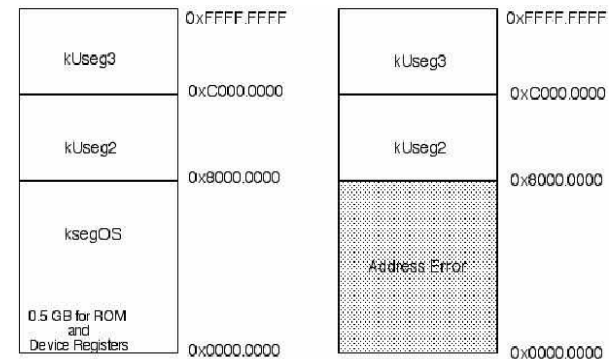 0xFFFF.FFFF
kUseg3
0xC000.0000
kUseg2
0x8000.0000
ksegOS
0.5 GB for ROM
and
Device Registers
0x0000.0000
0xFFFF.FFFF
kUseg3
0xC000.0000
kUseg2
0x8000.0000
Address Error
0x0000.0000